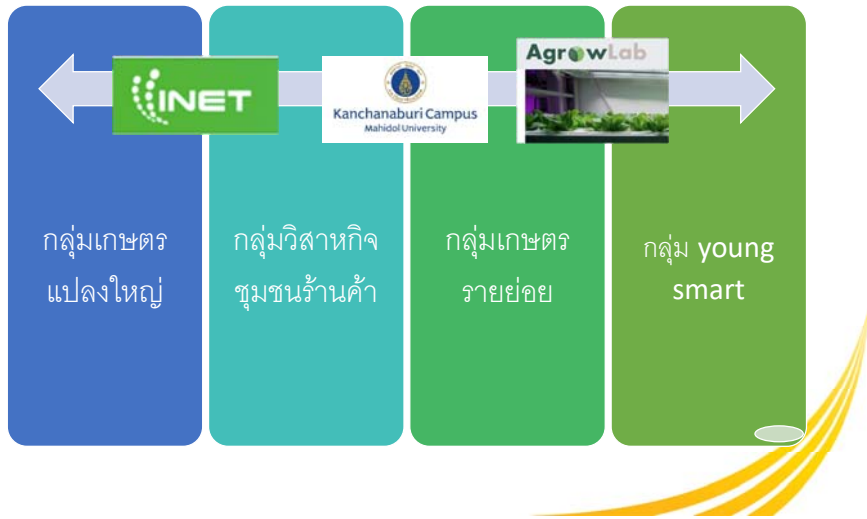 INET
Kanchanaburi Campus
Mahidol University
AgrowLab
กลุ่มเกษตร
แปลงใหญ่
กลุ่มวิสาหกิจ
ชุมชนร้านค้า
กลุ่มเกษตร
รายย่อย
กลุ่ม young
smart